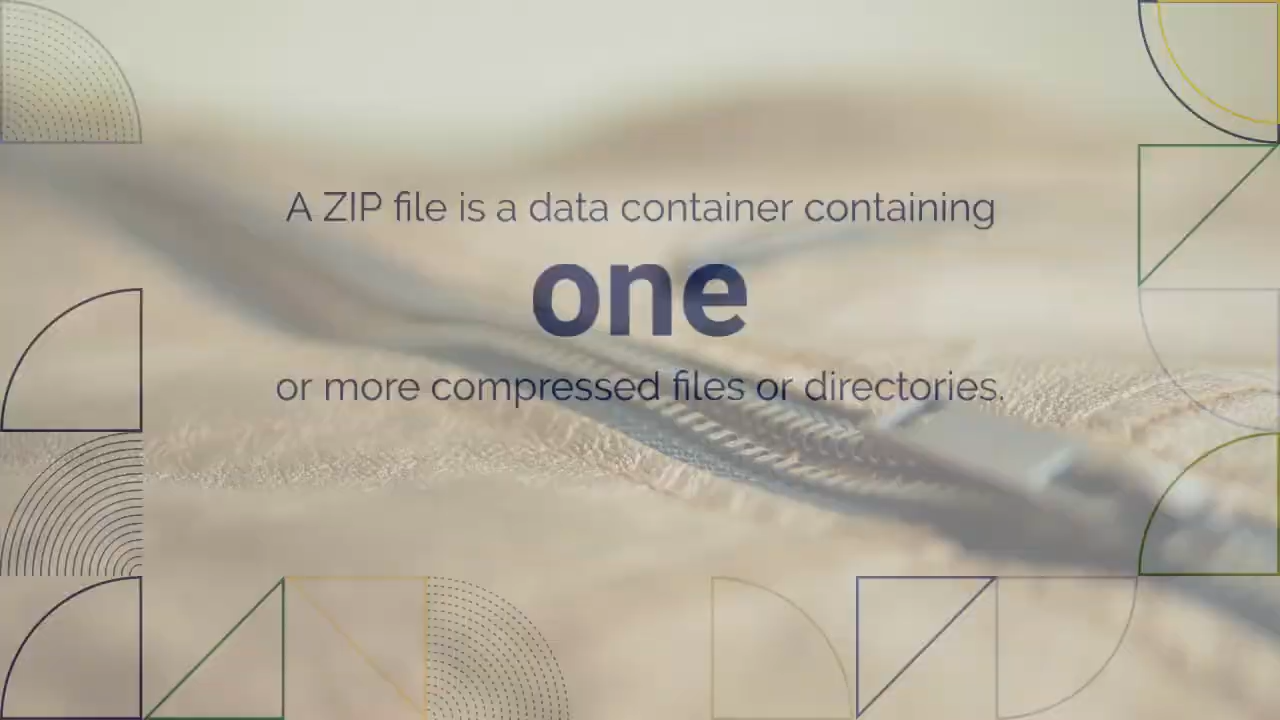 A ZIP file is a data container containing
one
or more compressed files or directories.